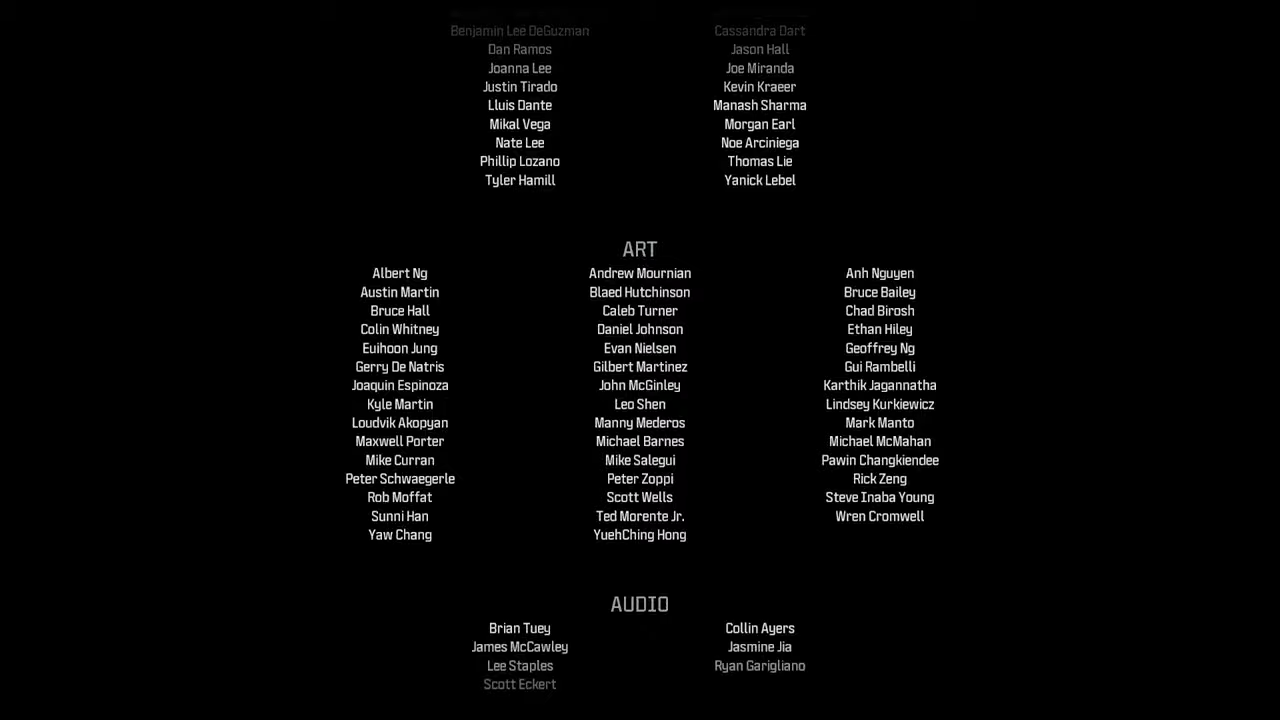 Benjamin Lee DeGuzman Cassandra Dart
Dan Ramos Jason Hall
Joanna Lee Joe Miranda
Justin Tirado Kevin Kraeer
Lluis Dante Manash Sharma
Mikal Vega Morgan Earl
Nate Lee Noe Arciniega
Phillip Lozano Thomas Lie
Tyler Hamill Yanick Lebel
ART
Albert Ng Andrew Mournian Anh Nguyen
Austin Martin Blaed Hutchinson Bruce Bailey
Bruce Hall Caleb Turner Chad Birosh
Colin Whitney Daniel Johnson Ethan Hiley
Euihoon Jung Evan Nielsen Geoffrey Ng
Gerry De Natris Gilbert Martinez Gui Rambelli
Joaquin Espinoza John McGinley Karthik Jagannatha
Kyle Martin Leo Shen Lindsey Kurkiewicz
Loudvik Akopyan Manny Mederos Mark Manto
Maxwell Porter Michael Barnes Michael McMahan
Mike Curran Mike Salegui Pawin Changkiendee
Peter Schwaegerle Peter Zoppi Rick Zeng
Rob Moffat Scott Wells Steve Inaba Young
Sunni Han Ted Morente Jr. Wren Cromwell
Yaw Chang YuehChing Hong
AUDIO
Brian Tuey Collin Ayers
James McCawley Jasmine Jia
Lee Staples Ryan Garigliano
Scott Eckert